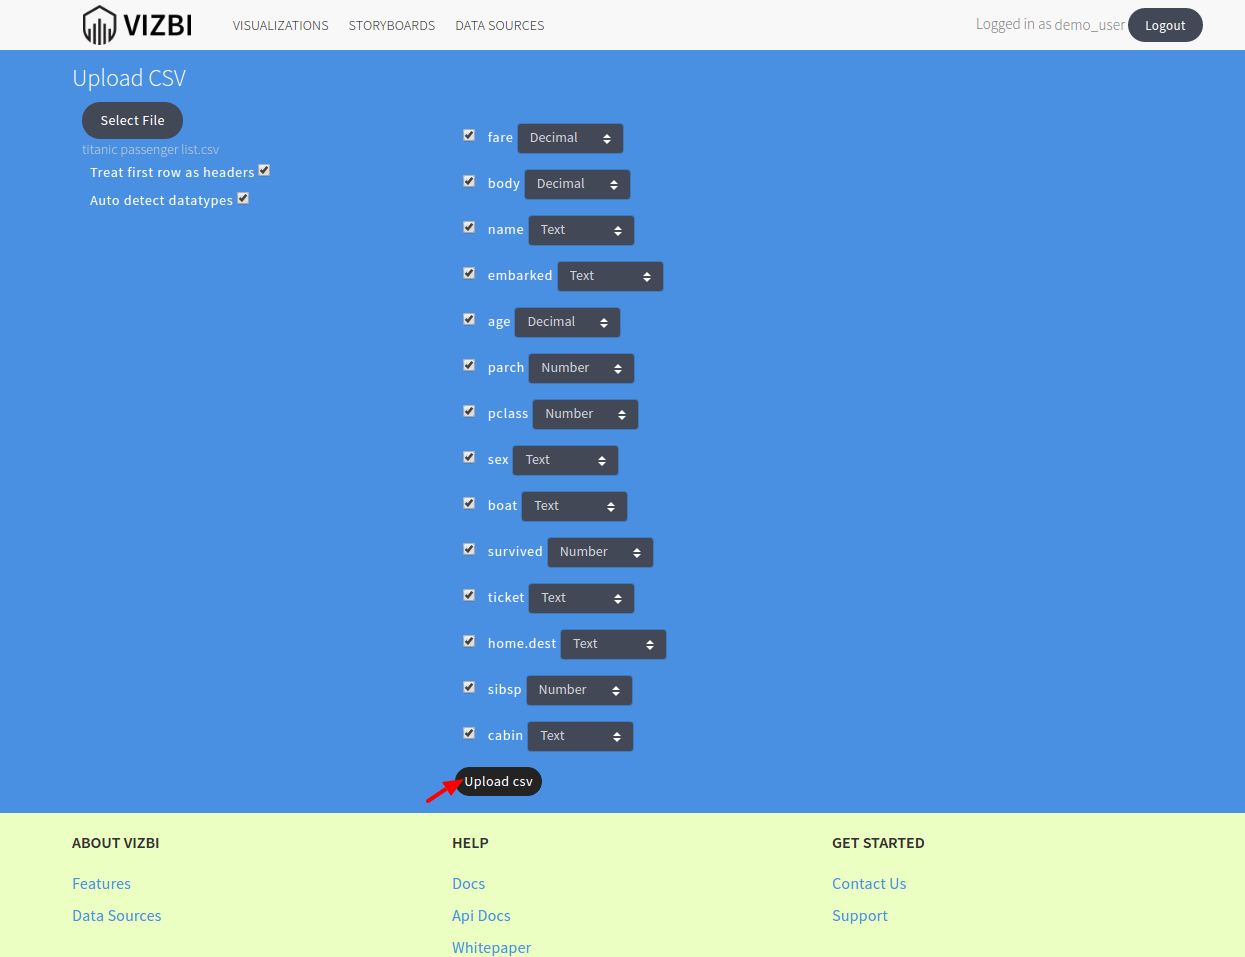 VIZBI VISUALIZATIONS STORYBOARDS DATA SOURCES Logged in as demo_user Logout
Upload CSV
Select File
titanic passenger list.csv
Treat first row as headers
Auto detect datatypes
fare Decimal
body Decimal
name Text
embarked Text
age Decimal
parch Number
pclass Number
sex Text
boat Text
survived Number
ticket Text
home.dest Text
sibsp Number
cabin Text
Upload csv
ABOUT VIZBI
Features
Data Sources
HELP
Docs
Api Docs
Whitepaper
GET STARTED
Contact Us
Support